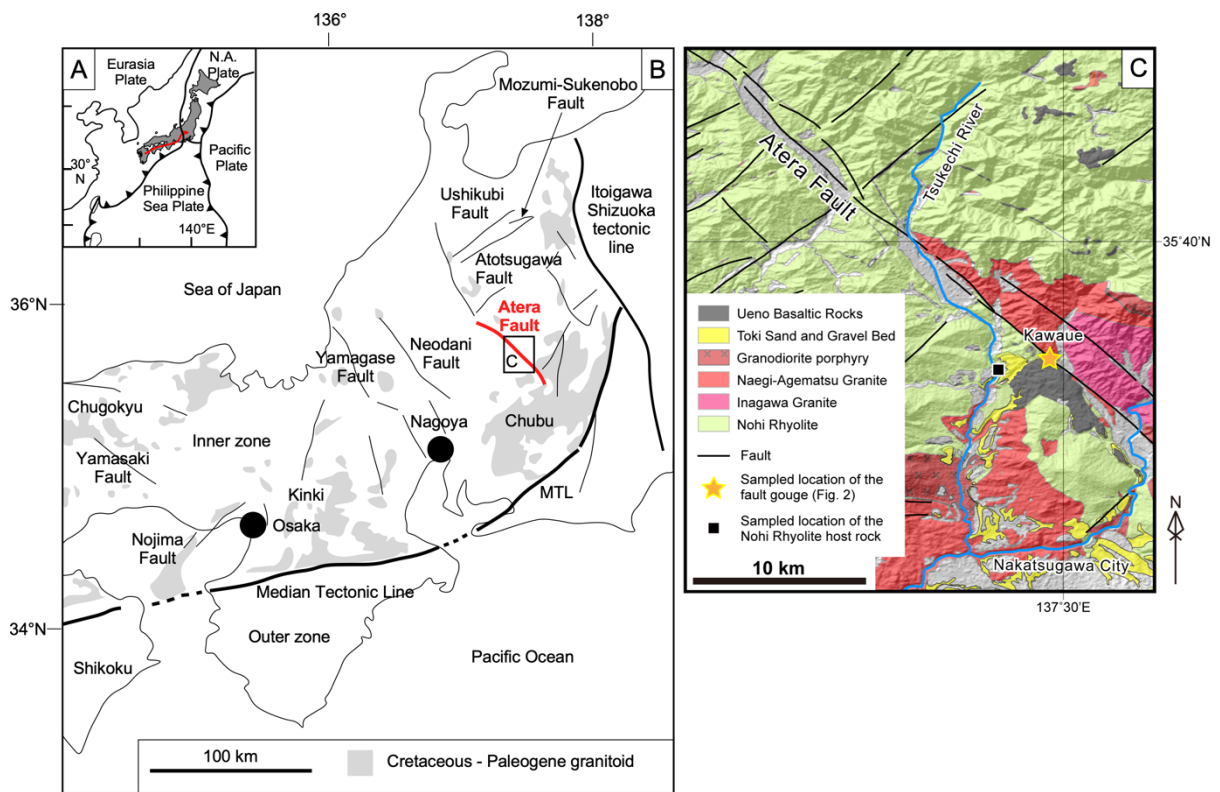 136°
138°
A
Eurasia
Plate
N.A.
Plate
30°
N
Pacific
Plate
Philippine
Sea Plate
140°E
B
Mozumi-Sukenobo
Fault
Ushikubi
Fault
Itoigawa
Shizuoka
tectonic
line
Atotsugawa
Fault
Sea of Japan
36°N
Atera
Fault
C
Yamagase
Fault
Neodani
Fault
Chugokyu
Inner zone
Nagoya
Chubu
Yamasaki
Fault
Kinki
MTL
Osaka
Nojima
Fault
Median Tectonic Line
34°N
Outer zone
Shikoku
Pacific Ocean
100 km
Cretaceous - Paleogene granitoid
C
Tsukechi River
Atera Fault
35°40'N
Kawaue
Ueno Basaltic Rocks
Toki Sand and Gravel Bed
Granodiorite porphyry
Naegi-Agematsu Granite
Inagawa Granite
Nohi Rhyolite
Fault
Sampled location of the
fault gouge (Fig. 2)
Sampled location of the
Nohi Rhyolite host rock
10 km
Nakatsugawa City
N
137°30'E